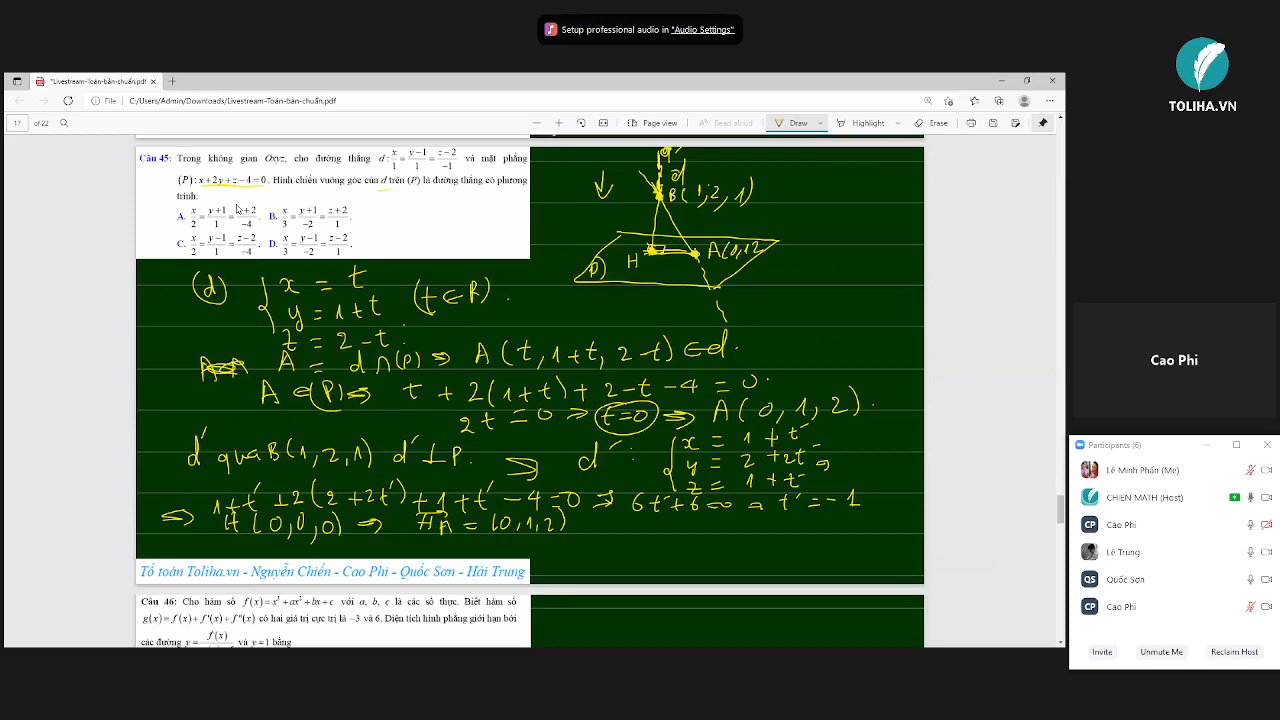 Setup professional audio in "Audio Settings"
TOLIHA.VN
*Livestream-Toán-bản-chuẩn.pdf
File C:/Users/Admin/Downloads/Livestream-Toán-bản-chuẩn.pdf
17 of 22 Page view Read aloud Draw Highlight Erase
Câu 45: Trong không gian Oxyz, cho đường thẳng d: x/1 = (y−1)/1 = (z−2)/−1 và mặt phẳng
(P): x+2y+z−4=0. Hình chiếu vuông góc của d trên (P) là đường thẳng có phương
trình:
A. x/2 = (y+1)/1 = (z+2)/−4. B. x/3 = (y+1)/−2 = (z+2)/1.
C. x/2 = (y−1)/1 = (z−2)/−4. D. x/3 = (y−1)/−2 = (z−2)/1.
d' d
B(1;2,1)
H A(0,1,2
(P)
(d) { x = t
y = 1+t (t ∈ R)
z = 2−t
A = d∩(P) ⇒ A(t, 1+t, 2−t) ∈ d.
A ∈ (P) ⇒ t + 2(1+t) + 2−t −4 = 0
2t = 0 ⇒ t=0 ⇒ A(0,1,2).
d' qua B(1,2,1) d' ⊥ P. ⇒ d': { x = 1+t'
y = 2+2t'
z = 1+t'
1+t' +2(2+2t') +1+t' −4=0 ⇒ 6t'+6=0 ⇒ t'=−1
⇒ H(0,0,0) ⇒ HA = (0,1,2)
Tổ toán Toliha.vn - Nguyễn Chiến - Cao Phi - Quốc Sơn - Hải Trung
Câu 46: Cho hàm số f(x)=x³+ax²+bx+c với a, b, c là các số thực. Biết hàm số
g(x)=f(x)+f'(x)+f''(x) có hai giá trị cực trị là −3 và 6. Diện tích hình phẳng giới hạn bởi
các đường y= f(x) và y=1 bằng
Cao Phi
Participants (6)
Lê Minh Phấn (Me)
CHIEN MATH (Host)
CP Cao Phi
Lê Trung
QS Quốc Sơn
CP Cao Phi
Invite Unmute Me Reclaim Host